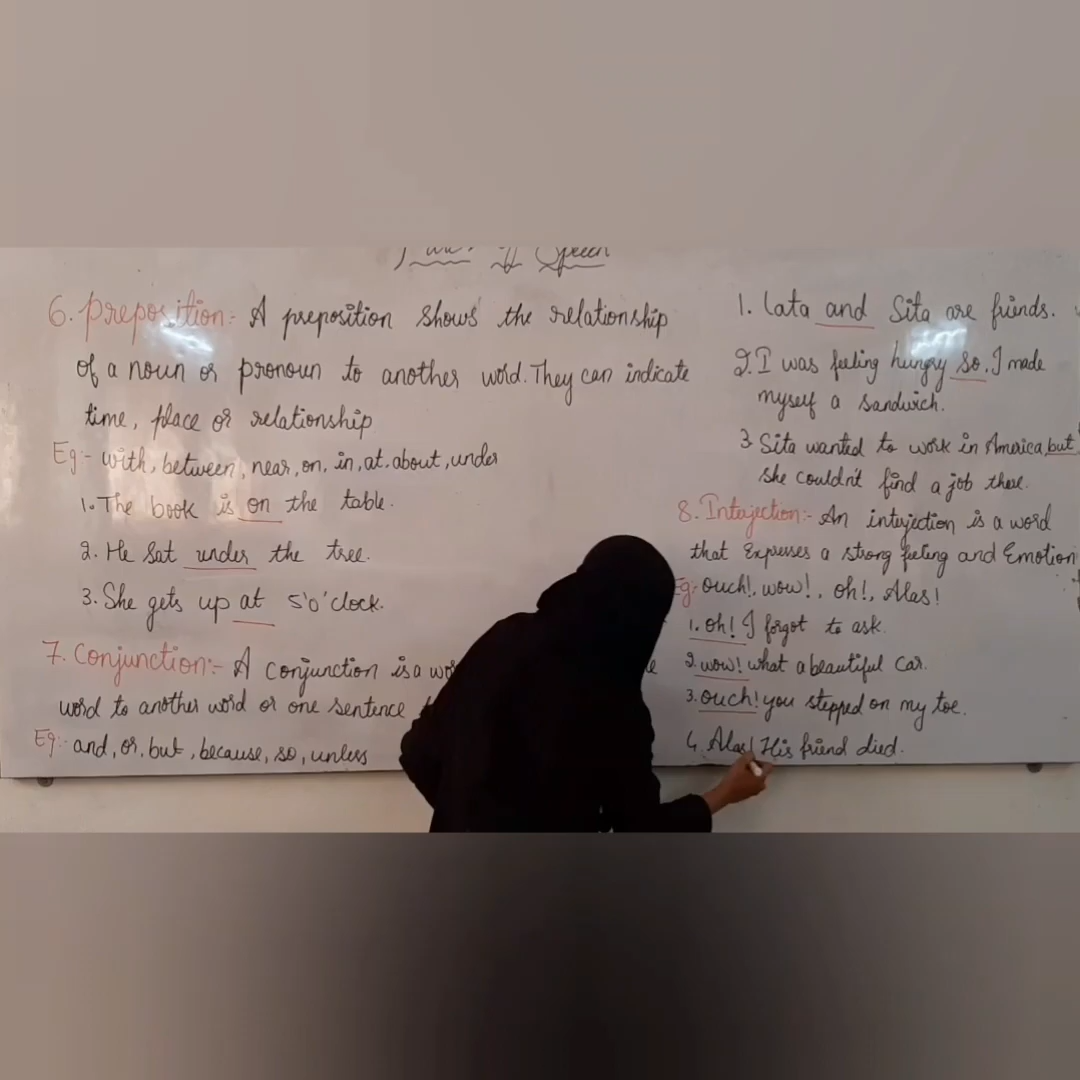 Parts Of Speech
6. Preposition:- A preposition shows the relationship
of a noun or pronoun to another word. They can indicate
time, place or relationship
Eg:- with, between, near, on, in, at, about, under
1. The book is on the table.
2. He sat under the tree.
3. She gets up at 5'o'clock.
7. Conjunction:- A conjunction is a
word to another word or one sentence
Eg:- and, or, but, because, so, unless
1. Lata and Sita are friends.
2. I was feeling hungry so, I made
myself a sandwich.
3. Sita wanted to work in America, but
she couldn't find a job there.
8. Interjection:- An interjection is a word
that Expresses a strong feeling and Emotion
Eg:- ouch!, wow!, oh!, Alas!
1. oh! I forgot to ask.
2. wow! what a beautiful car.
3. ouch! you stepped on my toe.
4. Alas! His friend died.